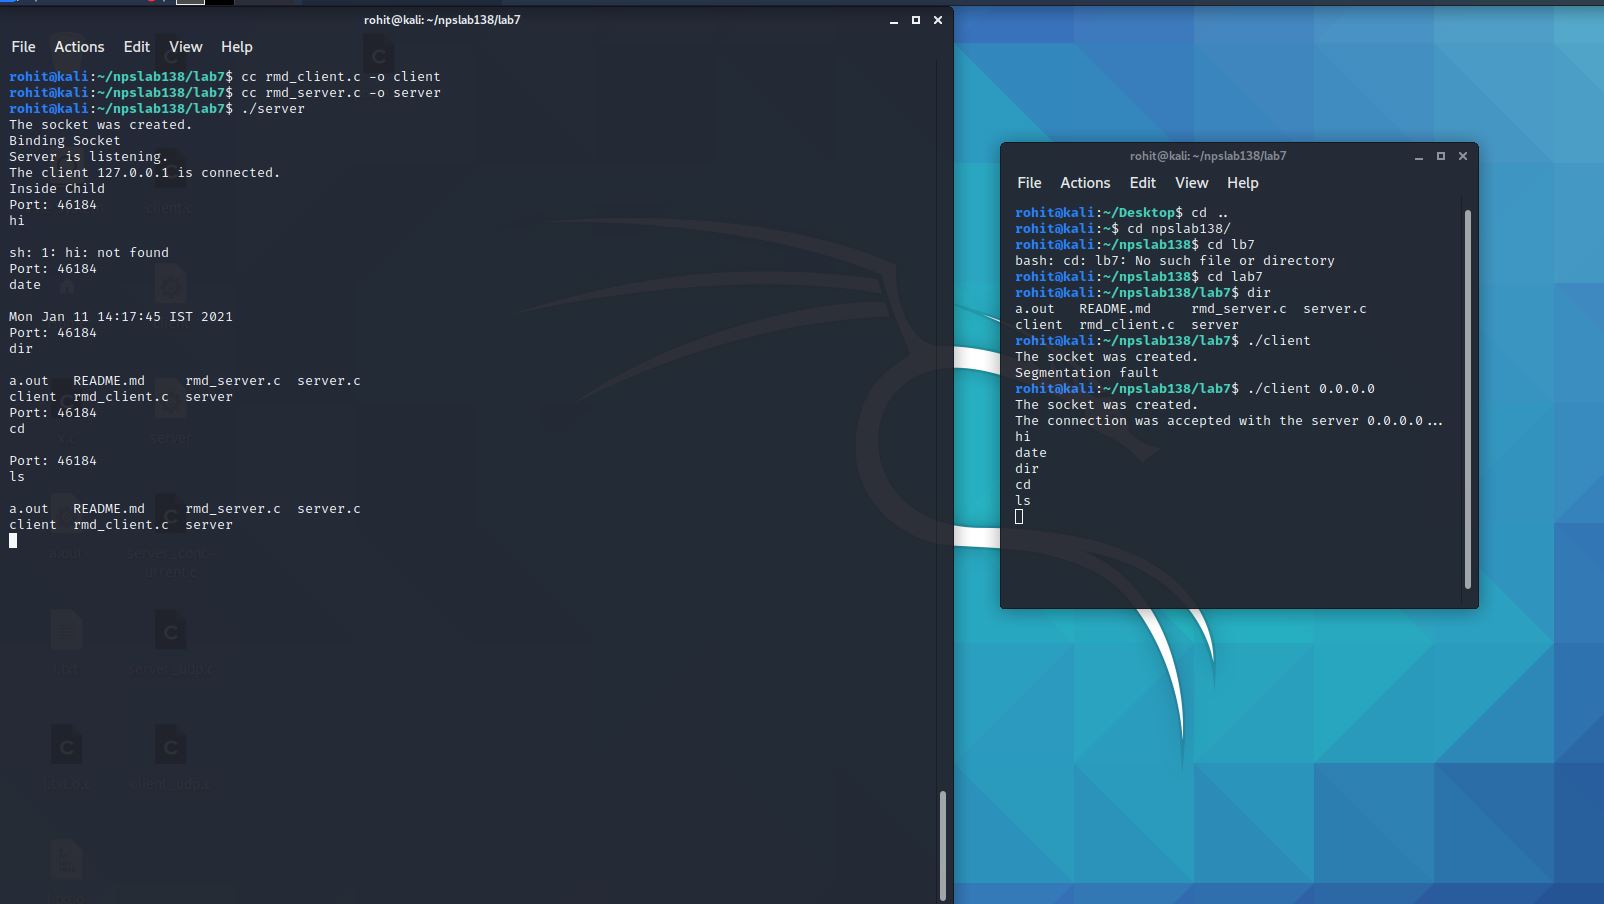 rohit@kali: ~/npslab138/lab7
File Actions Edit View Help
rohit@kali:~/npslab138/lab7$ cc rmd_client.c -o client
rohit@kali:~/npslab138/lab7$ cc rmd_server.c -o server
rohit@kali:~/npslab138/lab7$ ./server
The socket was created.
Binding Socket
Server is listening.
The client 127.0.0.1 is connected.
Inside Child
Port: 46184
hi
sh: 1: hi: not found
Port: 46184
date
Mon Jan 11 14:17:45 IST 2021
Port: 46184
dir
a.out README.md rmd_server.c server.c
client rmd_client.c server
Port: 46184
cd
Port: 46184
ls
a.out README.md rmd_server.c server.c
client rmd_client.c server
client.c
x.c
server
a.out
server_conc-
urrent.c
server_udp.c
client_udp.c
rohit@kali: ~/npslab138/lab7
File Actions Edit View Help
rohit@kali:~/Desktop$ cd ..
rohit@kali:~$ cd npslab138/
rohit@kali:~/npslab138$ cd lb7
bash: cd: lb7: No such file or directory
rohit@kali:~/npslab138$ cd lab7
rohit@kali:~/npslab138/lab7$ dir
a.out README.md rmd_server.c server.c
client rmd_client.c server
rohit@kali:~/npslab138/lab7$ ./client
The socket was created.
Segmentation fault
rohit@kali:~/npslab138/lab7$ ./client 0.0.0.0
The socket was created.
The connection was accepted with the server 0.0.0.0...
hi
date
dir
cd
ls